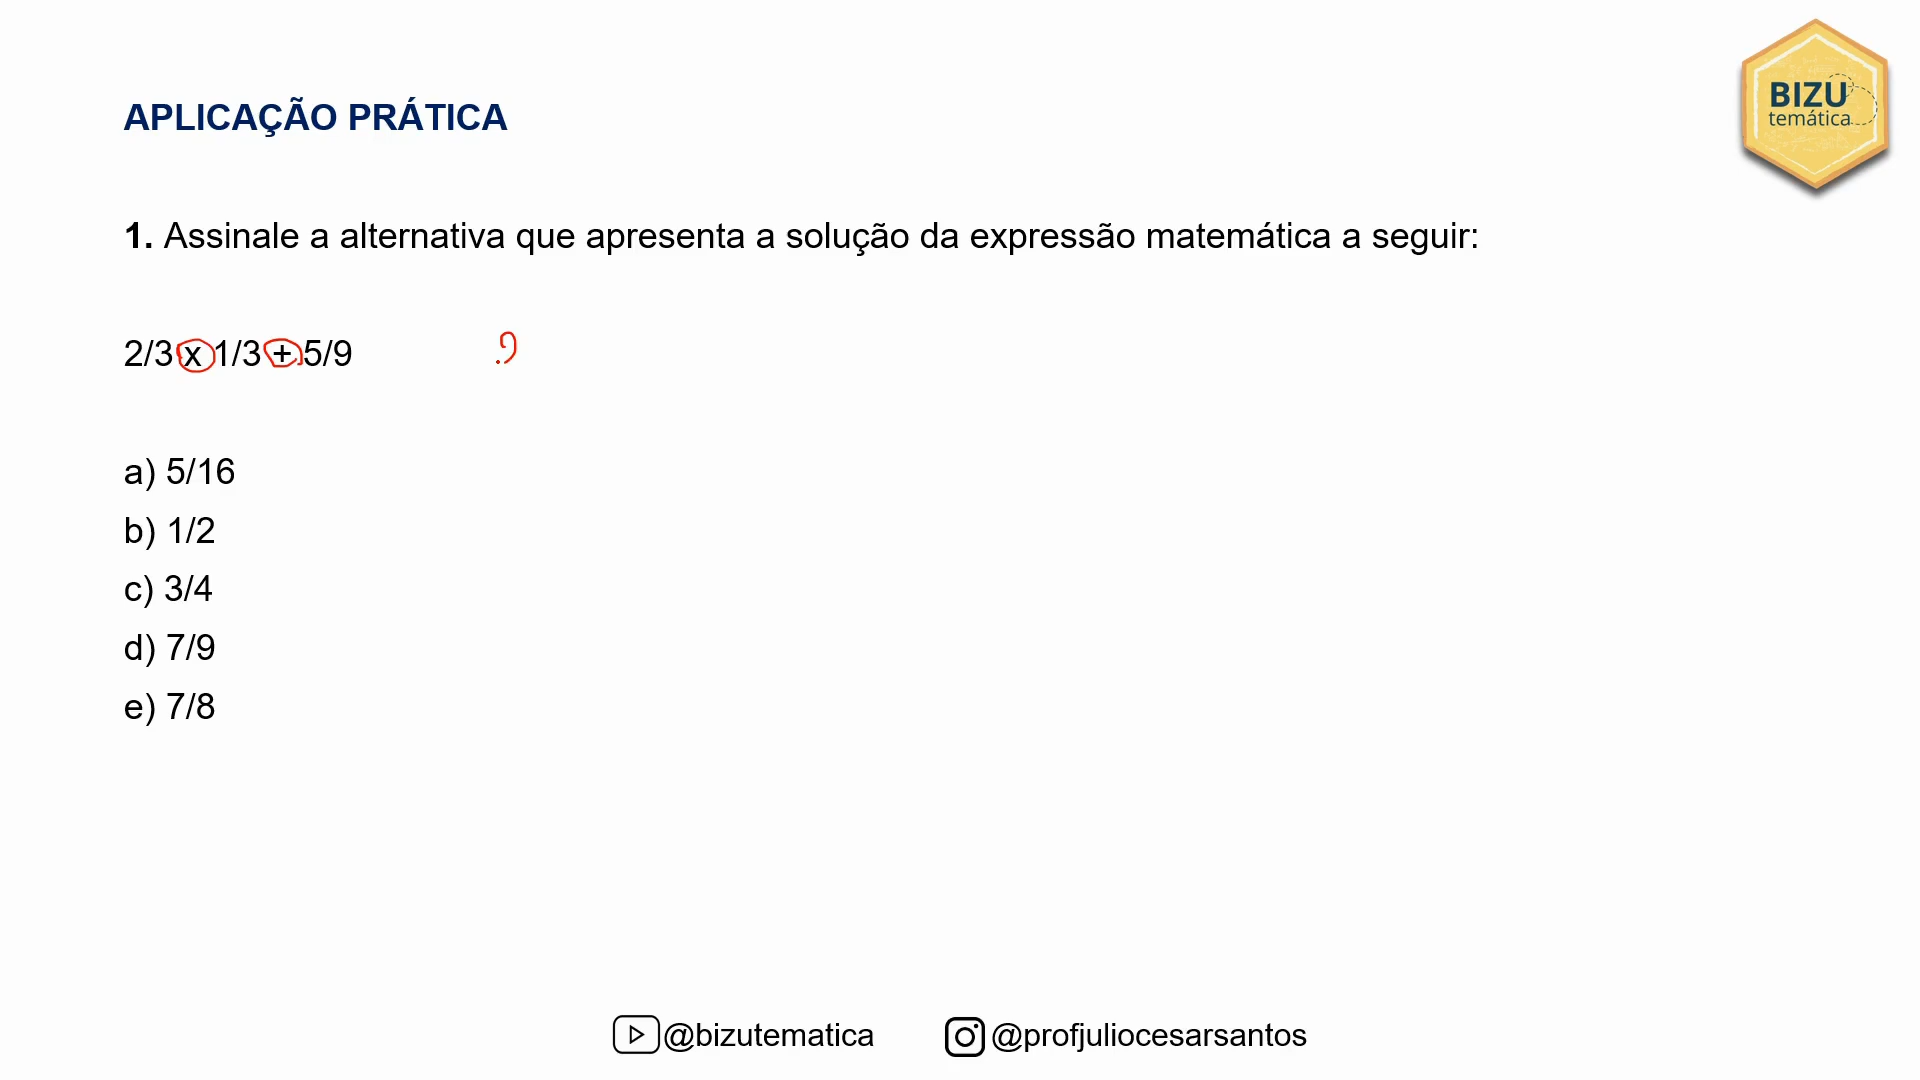 BIZU
temática
APLICAÇÃO PRÁTICA
1. Assinale a alternativa que apresenta a solução da expressão matemática a seguir:
2/3 x 1/3 + 5/9
a) 5/16
b) 1/2
c) 3/4
d) 7/9
e) 7/8
@bizutematica @profjuliocesarsantos